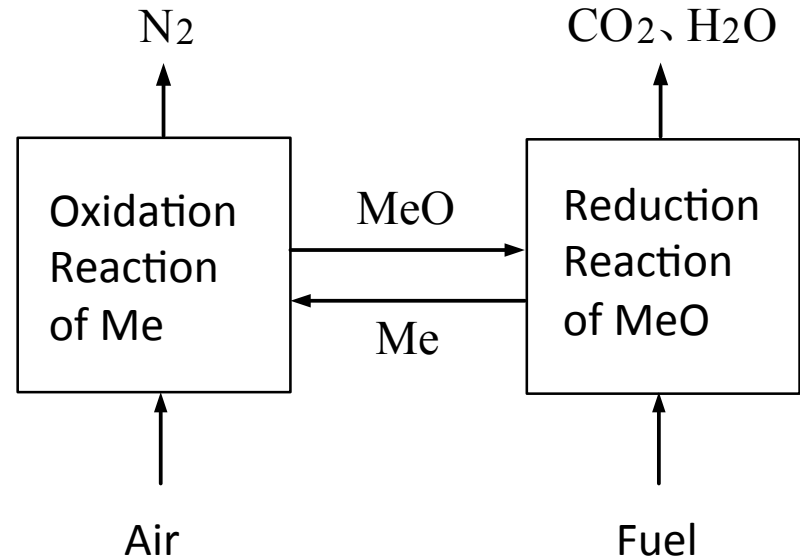 N2
CO2、H2O
Oxidation
Reaction
of Me
MeO
Me
Reduction
Reaction
of MeO
Air
Fuel